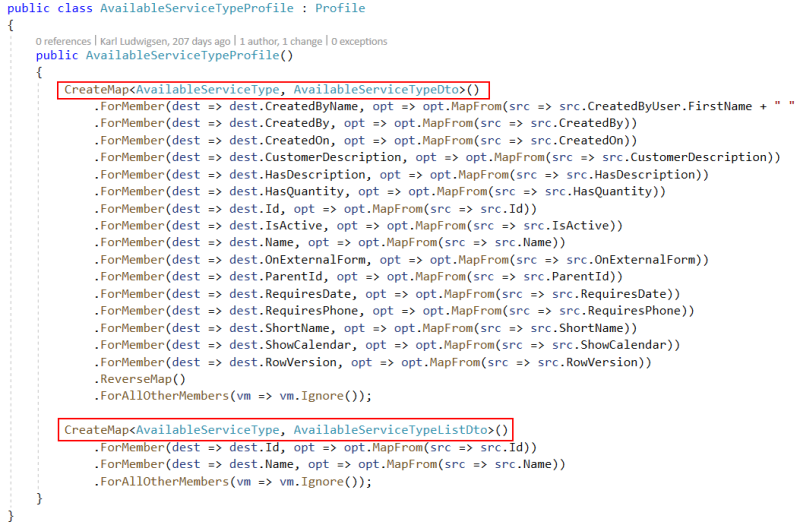 public class AvailableServiceTypeProfile : Profile
{
0 references | Karl Ludwigsen, 207 days ago | 1 author, 1 change | 0 exceptions
public AvailableServiceTypeProfile()
{
CreateMap<AvailableServiceType, AvailableServiceTypeDto>()
.ForMember(dest => dest.CreatedByName, opt => opt.MapFrom(src => src.CreatedByUser.FirstName + " "
.ForMember(dest => dest.CreatedBy, opt => opt.MapFrom(src => src.CreatedBy))
.ForMember(dest => dest.CreatedOn, opt => opt.MapFrom(src => src.CreatedOn))
.ForMember(dest => dest.CustomerDescription, opt => opt.MapFrom(src => src.CustomerDescription))
.ForMember(dest => dest.HasDescription, opt => opt.MapFrom(src => src.HasDescription))
.ForMember(dest => dest.HasQuantity, opt => opt.MapFrom(src => src.HasQuantity))
.ForMember(dest => dest.Id, opt => opt.MapFrom(src => src.Id))
.ForMember(dest => dest.IsActive, opt => opt.MapFrom(src => src.IsActive))
.ForMember(dest => dest.Name, opt => opt.MapFrom(src => src.Name))
.ForMember(dest => dest.OnExternalForm, opt => opt.MapFrom(src => src.OnExternalForm))
.ForMember(dest => dest.ParentId, opt => opt.MapFrom(src => src.ParentId))
.ForMember(dest => dest.RequiresDate, opt => opt.MapFrom(src => src.RequiresDate))
.ForMember(dest => dest.RequiresPhone, opt => opt.MapFrom(src => src.RequiresPhone))
.ForMember(dest => dest.ShortName, opt => opt.MapFrom(src => src.ShortName))
.ForMember(dest => dest.ShowCalendar, opt => opt.MapFrom(src => src.ShowCalendar))
.ForMember(dest => dest.RowVersion, opt => opt.MapFrom(src => src.RowVersion))
.ReverseMap()
.ForAllOtherMembers(vm => vm.Ignore());
CreateMap<AvailableServiceType, AvailableServiceTypeListDto>()
.ForMember(dest => dest.Id, opt => opt.MapFrom(src => src.Id))
.ForMember(dest => dest.Name, opt => opt.MapFrom(src => src.Name))
.ForAllOtherMembers(vm => vm.Ignore());
}
}